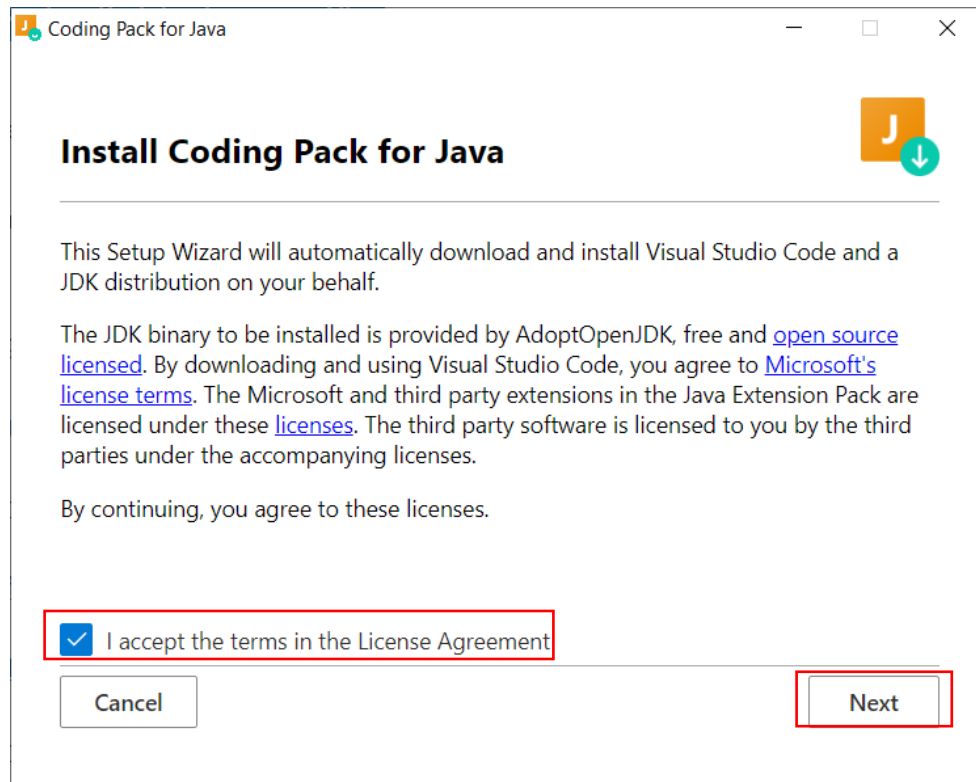 Coding Pack for Java
J
Install Coding Pack for Java
J
This Setup Wizard will automatically download and install Visual Studio Code and a
JDK distribution on your behalf.
The JDK binary to be installed is provided by AdoptOpenJDK, free and open source
licensed. By downloading and using Visual Studio Code, you agree to Microsoft's
license terms. The Microsoft and third party extensions in the Java Extension Pack are
licensed under these licenses. The third party software is licensed to you by the third
parties under the accompanying licenses.
By continuing, you agree to these licenses.
I accept the terms in the License Agreement
Cancel
Next